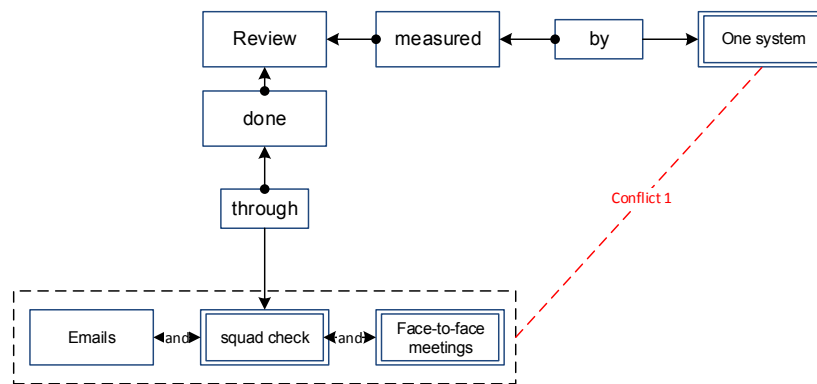 Review
measured
by
One system
done
through
Conflict 1
Emails
and
squad check
and
Face-to-face
meetings